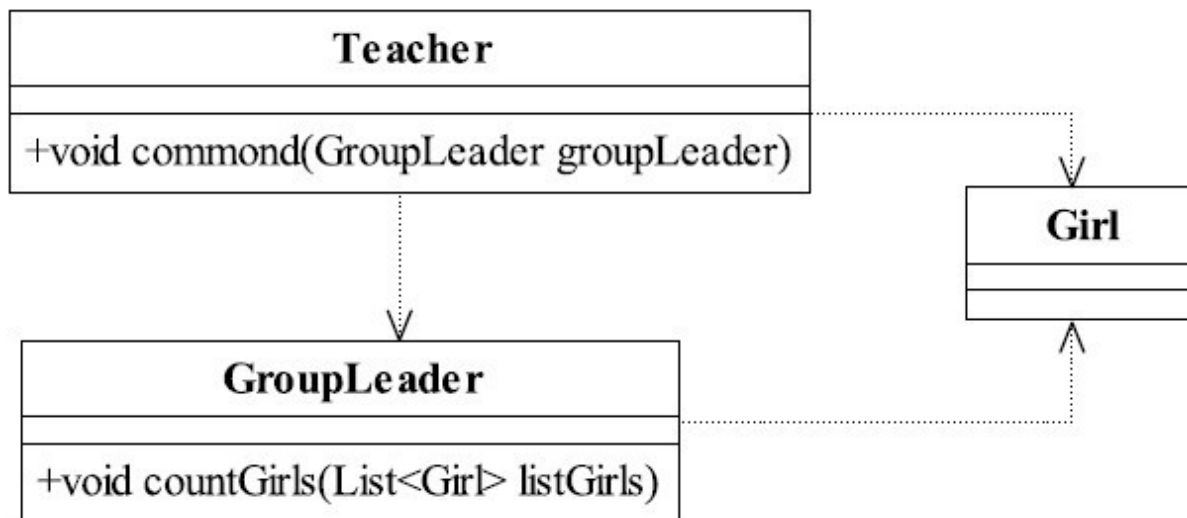 Teacher
+void commond(GroupLeader groupLeader)
Girl
GroupLeader
+void countGirls(List<Girl> listGirls)